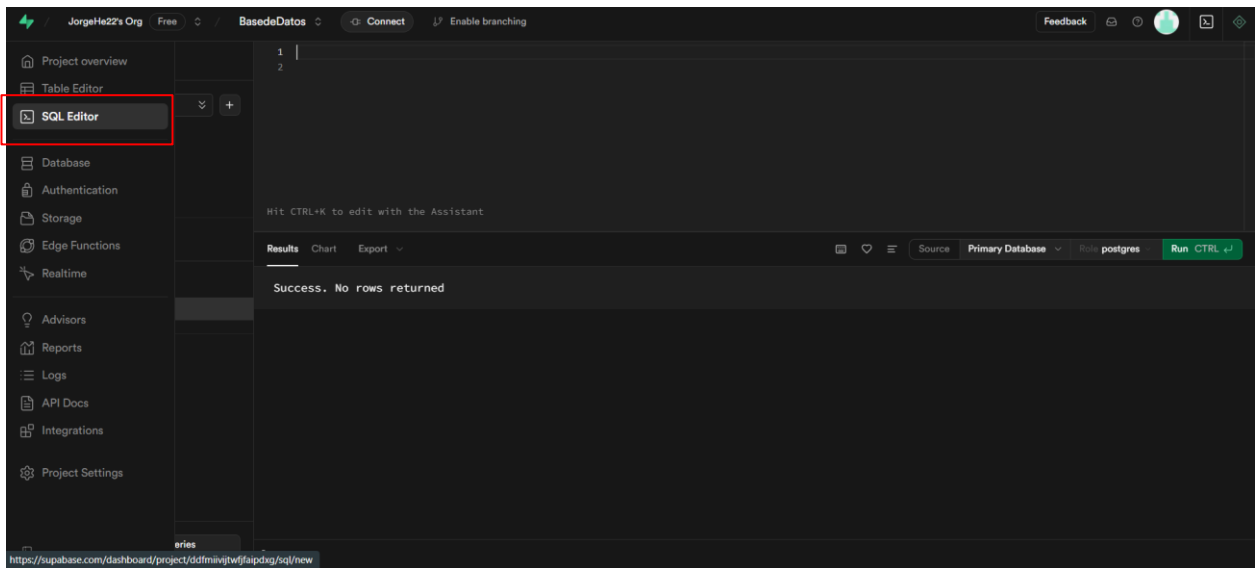 JorgeHe22's Org Free / BasedeDatos Connect Enable branching Feedback
Project overview
Table Editor
SQL Editor
Database
Authentication
Storage
Edge Functions
Realtime
Advisors
Reports
Logs
API Docs
Integrations
Project Settings
1
2
Hit CTRL+K to edit with the Assistant
Results Chart Export Source Primary Database Role postgres Run CTRL
Success. No rows returned
eries
https://supabase.com/dashboard/project/ddfmiivijtwfjfaipdxg/sql/new